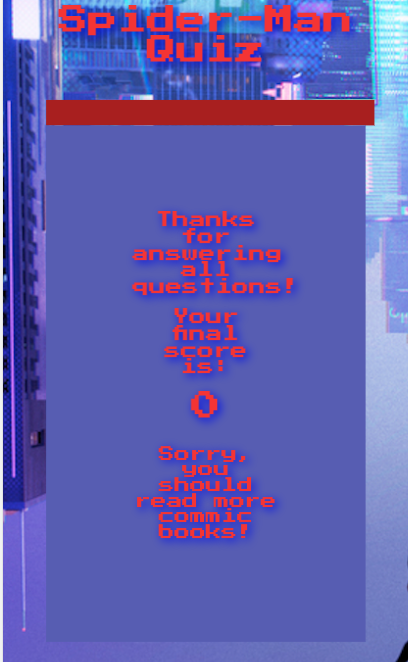 Spider-Man
Quiz
Thanks
for
answering
all
questions!
Your
final
score
is:
0
Sorry,
you
should
read more
commic
books!